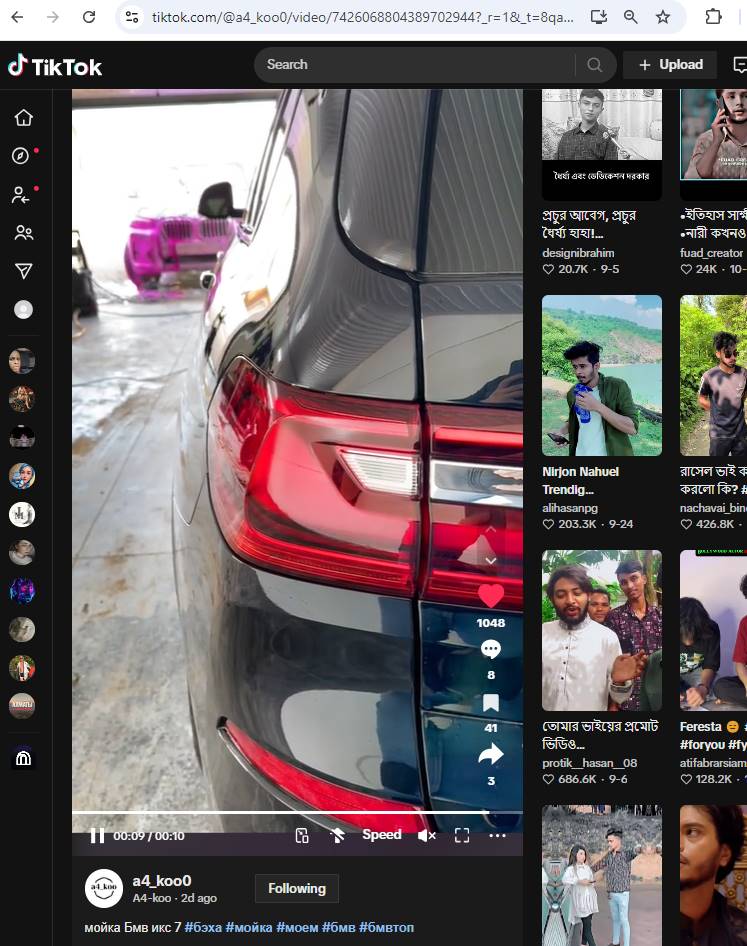 tiktok.com/@a4_koo0/video/7426068804389702944?_r=1&_t=8qa...
TikTok
Search
Upload
ধৈর্য্য এবং ডেডিকেশন দরকার
প্রচুর আবেগ, প্রচুর
ধৈর্য্য হাহা!...
designibrahim
20.7K · 9-5
fuad_creator
24K · 10-
Nirjon Nahuel
Trendig...
alihasanpg
203.3K · 9-24
রাসেল ভাই ক
করলো কি? #
nachavai_bin
426.8K ·
1048
8
41
3
তোমার ভাইয়ের প্রমোট
ভিডিও...
protik__hasan__08
686.6K · 9-6
Feresta 😑 #
#foryou #fy
atifabrarsiam
128.2K ·
00:09 / 00:10
Speed
a4_koo
a4_koo0
A4-koo · 2d ago
Following
мойка Бмв икс 7 #бэха #мойка #моем #бмв #бмвтоп